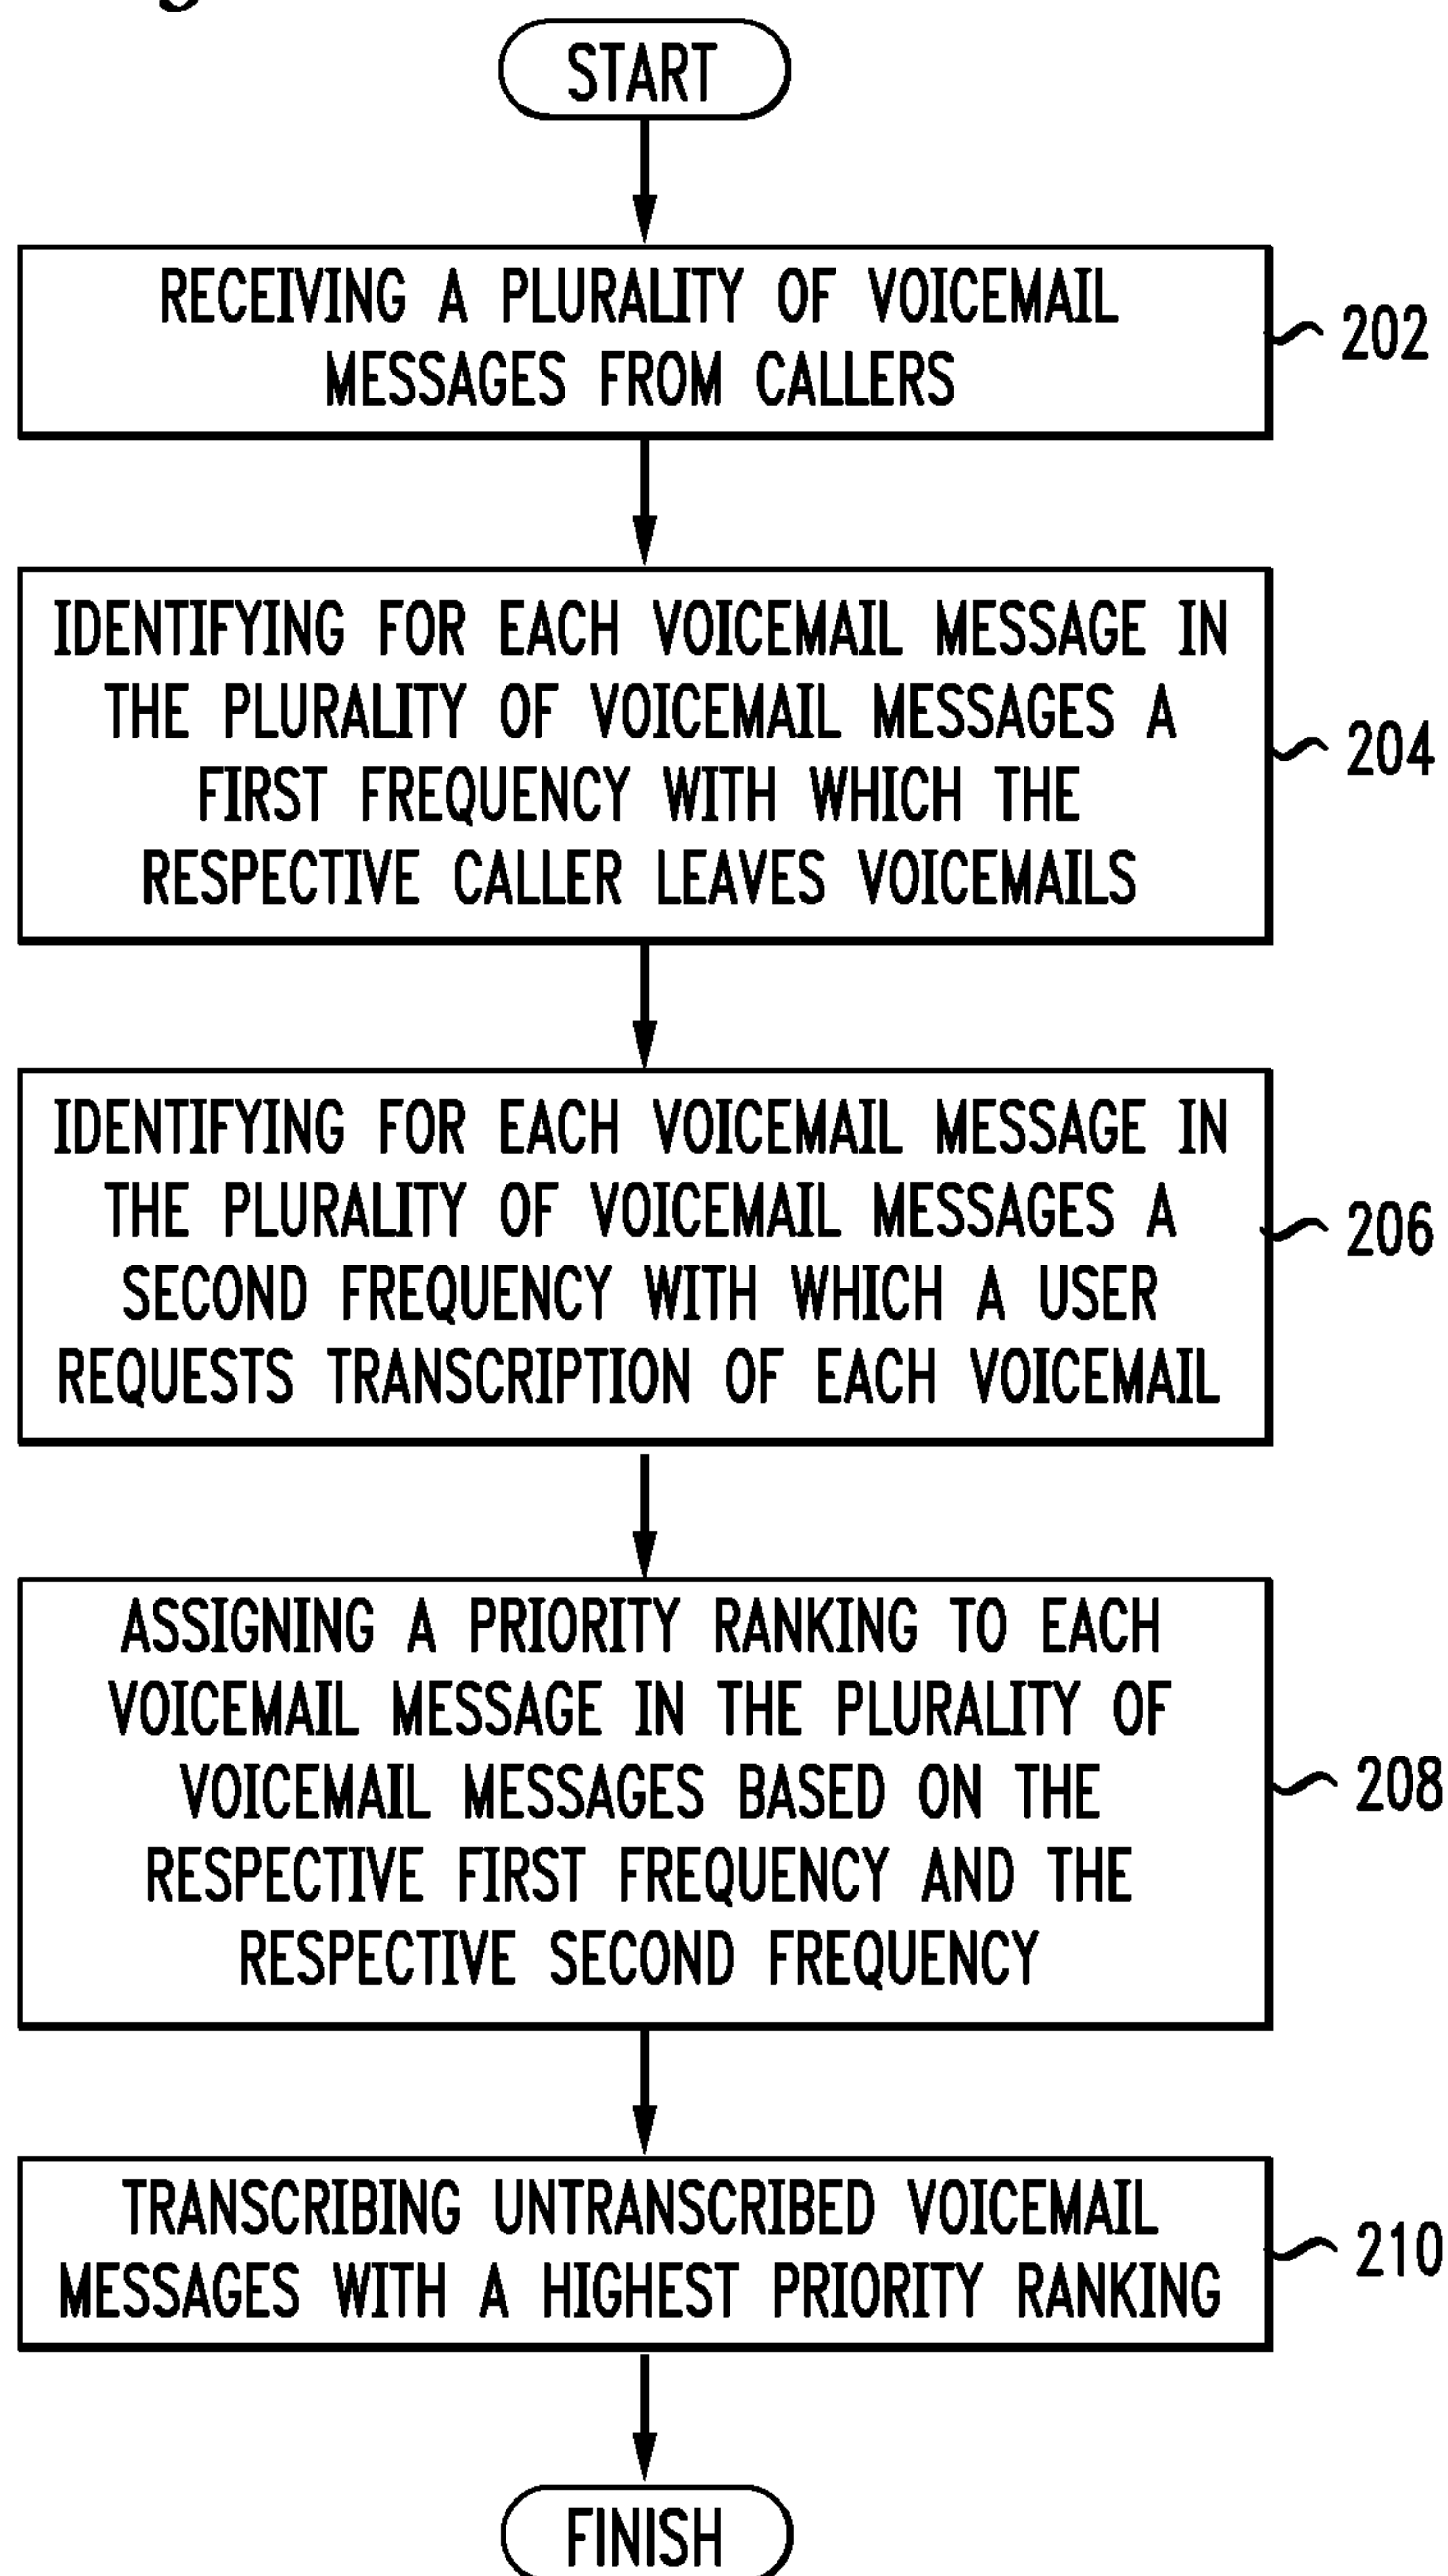 START
RECEIVING A PLURALITY OF VOICEMAIL
MESSAGES FROM CALLERS
202
IDENTIFYING FOR EACH VOICEMAIL MESSAGE IN
THE PLURALITY OF VOICEMAIL MESSAGES A
FIRST FREQUENCY WITH WHICH THE
RESPECTIVE CALLER LEAVES VOICEMAILS
204
IDENTIFYING FOR EACH VOICEMAIL MESSAGE IN
THE PLURALITY OF VOICEMAIL MESSAGES A
SECOND FREQUENCY WITH WHICH A USER
REQUESTS TRANSCRIPTION OF EACH VOICEMAIL
206
ASSIGNING A PRIORITY RANKING TO EACH
VOICEMAIL MESSAGE IN THE PLURALITY OF
VOICEMAIL MESSAGES BASED ON THE
RESPECTIVE FIRST FREQUENCY AND THE
RESPECTIVE SECOND FREQUENCY
208
TRANSCRIBING UNTRANSCRIBED VOICEMAIL
MESSAGES WITH A HIGHEST PRIORITY RANKING
210
FINISH